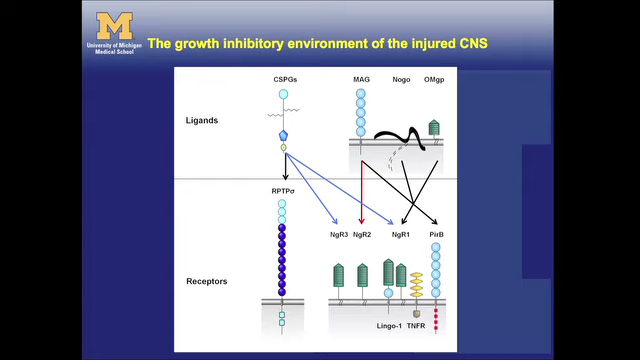 M
University of Michigan
Medical School
The growth inhibitory environment of the injured CNS
CSPGs
MAG
Nogo
OMgp
Ligands
RPTPσ
NgR3
NgR2
NgR1
PirB
Receptors
Lingo-1
TNFR